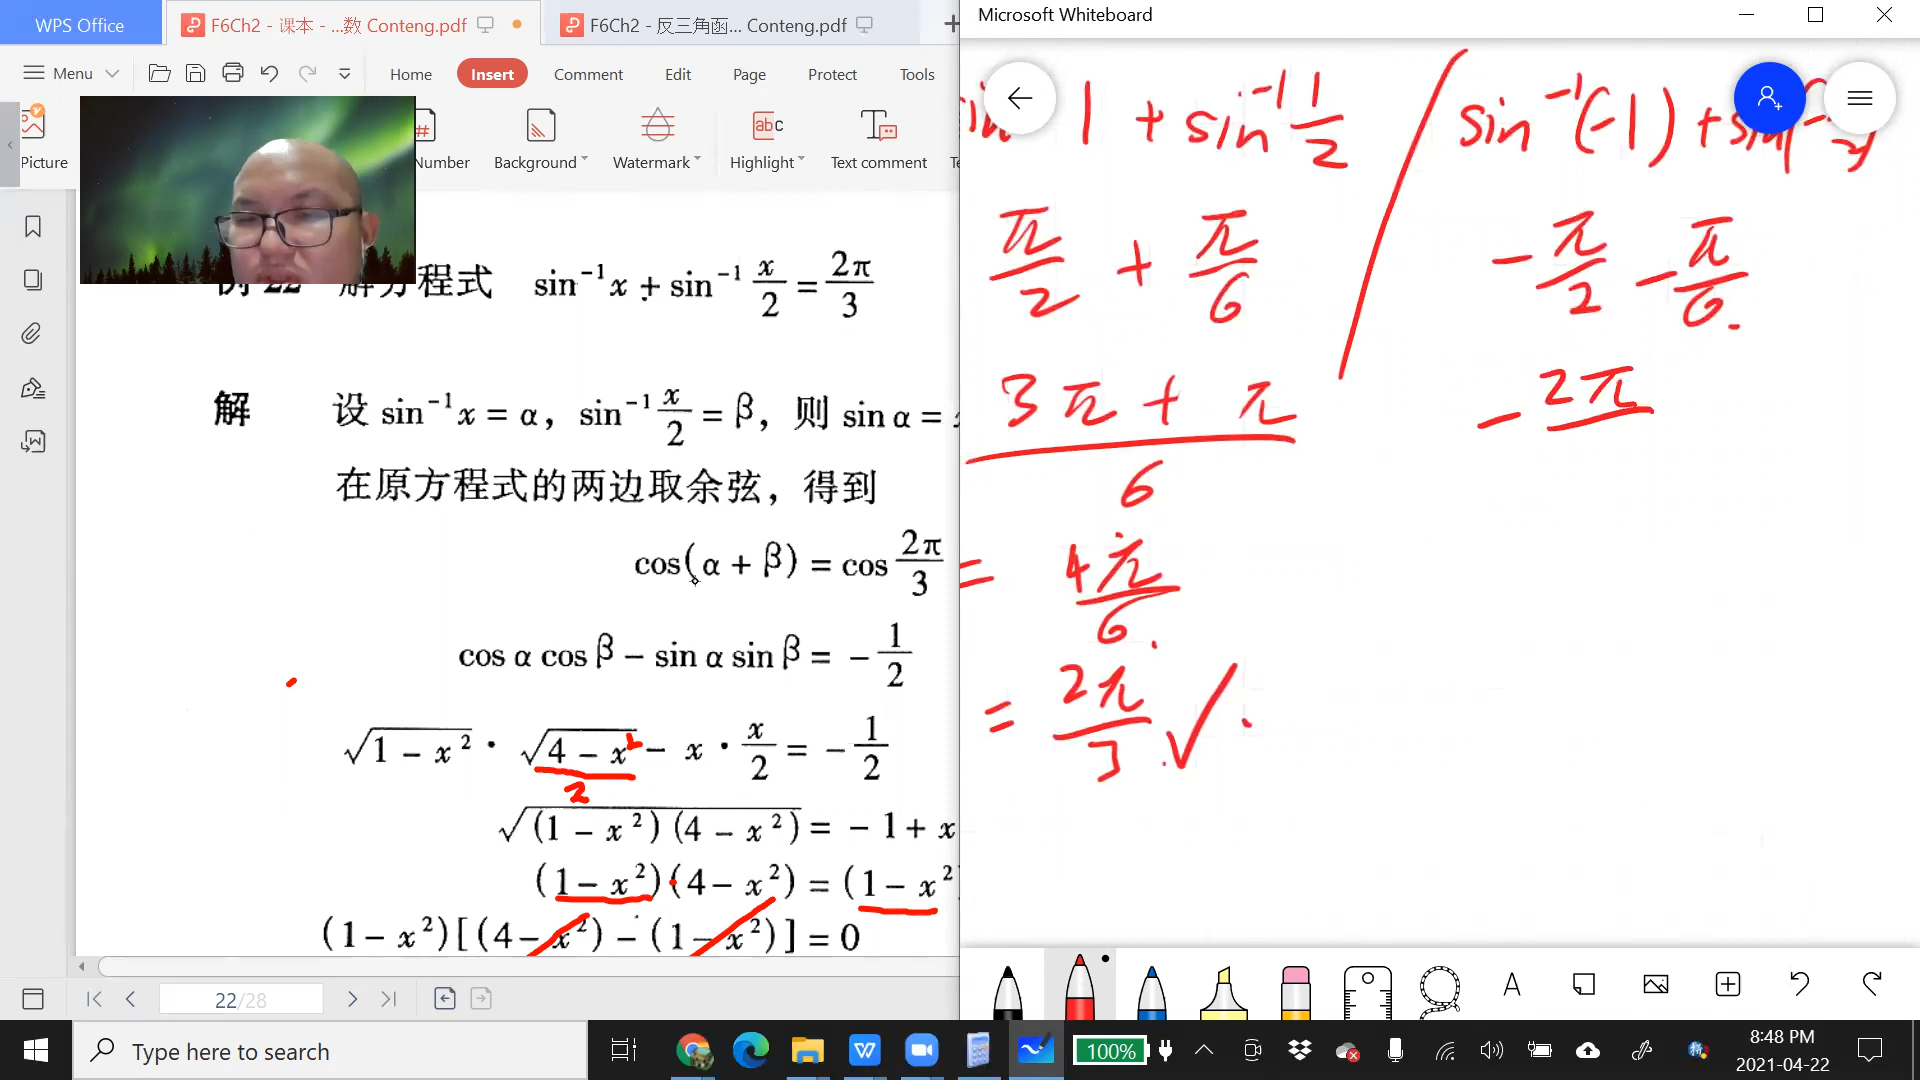 WPS Office
F6Ch2 - 课本 - ...数 Conteng.pdf
F6Ch2 - 反三角函... Conteng.pdf
Menu
Home
Insert
Comment
Edit
Page
Protect
Tools
Picture
Number
Background
Watermark
Highlight
Text comment
例 22 解方程式 sin⁻¹x + sin⁻¹ x/2 = 2π/3
解 设 sin⁻¹x = α, sin⁻¹ x/2 = β, 则 sin α =
在原方程式的两边取余弦, 得到
cos(α + β) = cos 2π/3
cos α cos β − sin α sin β = − 1/2
√(1 − x²) · √(4 − x²)/2 − x · x/2 = − 1/2
√((1 − x²)(4 − x²)) = − 1 + x
(1 − x²)(4 − x²) = (1 − x²
(1 − x²)[(4 − x²) − (1 − x²)] = 0
22/28
Microsoft Whiteboard
1 + sin⁻¹ 1/2
π/2 + π/6
3π + π
6
= 4π/6
= 2π/3 ✓
sin⁻¹(−1) + sin
− π/2 − π/6
− 2π
Type here to search
100%
8:48 PM
2021-04-22